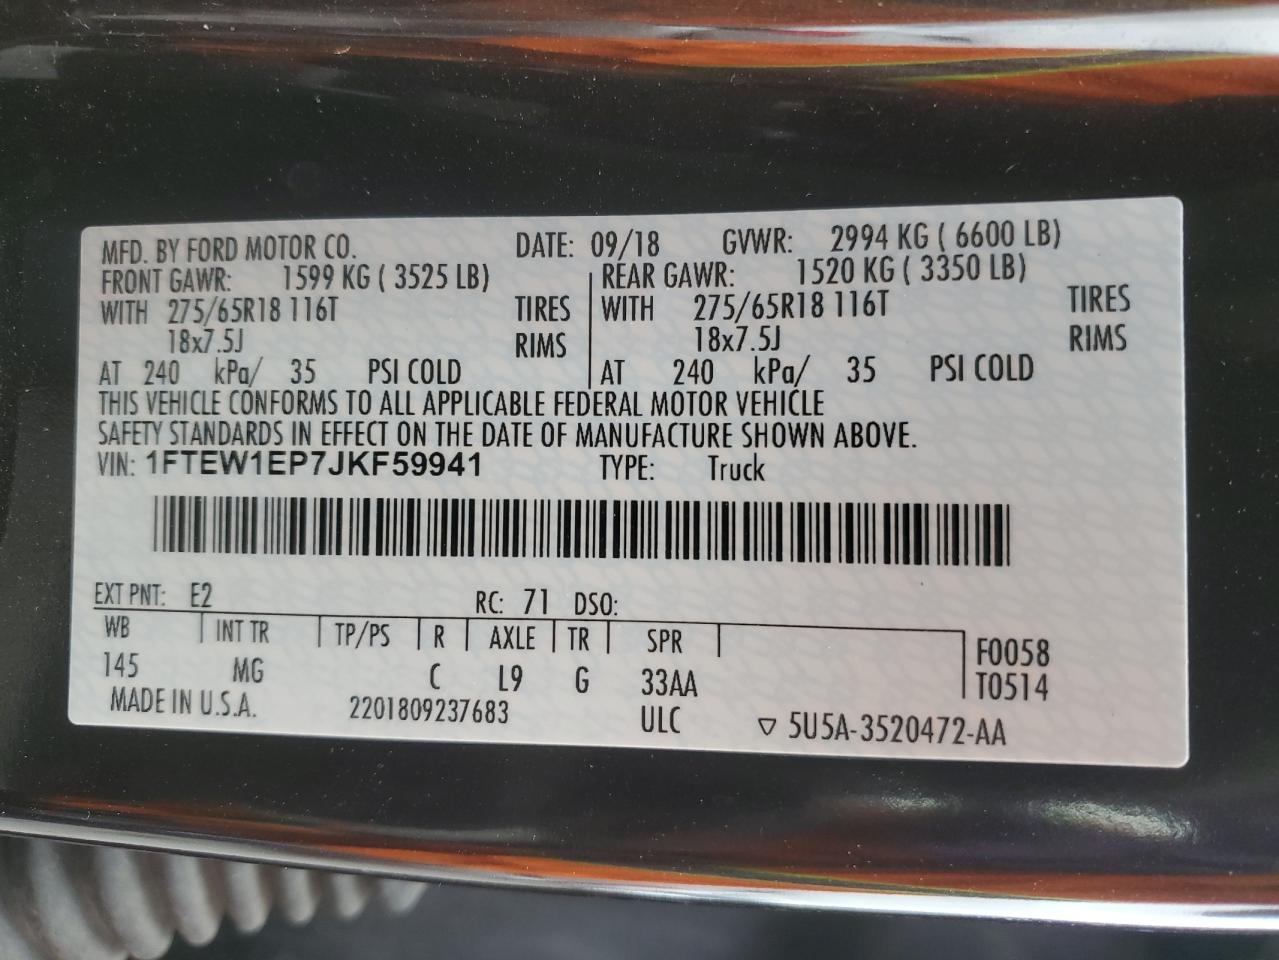 MFD. BY FORD MOTOR CO. DATE: 09/18 GVWR: 2994 KG ( 6600 LB)
FRONT GAWR: 1599 KG ( 3525 LB) REAR GAWR: 1520 KG ( 3350 LB)
WITH 275/65R18 116T TIRES WITH 275/65R18 116T TIRES
18x7.5J RIMS 18x7.5J RIMS
AT 240 kPa/ 35 PSI COLD AT 240 kPa/ 35 PSI COLD
THIS VEHICLE CONFORMS TO ALL APPLICABLE FEDERAL MOTOR VEHICLE
SAFETY STANDARDS IN EFFECT ON THE DATE OF MANUFACTURE SHOWN ABOVE.
VIN: 1FTEW1EP7JKF59941 TYPE: Truck
EXT PNT: E2 RC: 71 DSO:
WB INT TR TP/PS R AXLE TR SPR F0058
145 MG C L9 G 33AA T0514
MADE IN U.S.A. 2201809237683 ULC ▽ 5U5A-3520472-AA